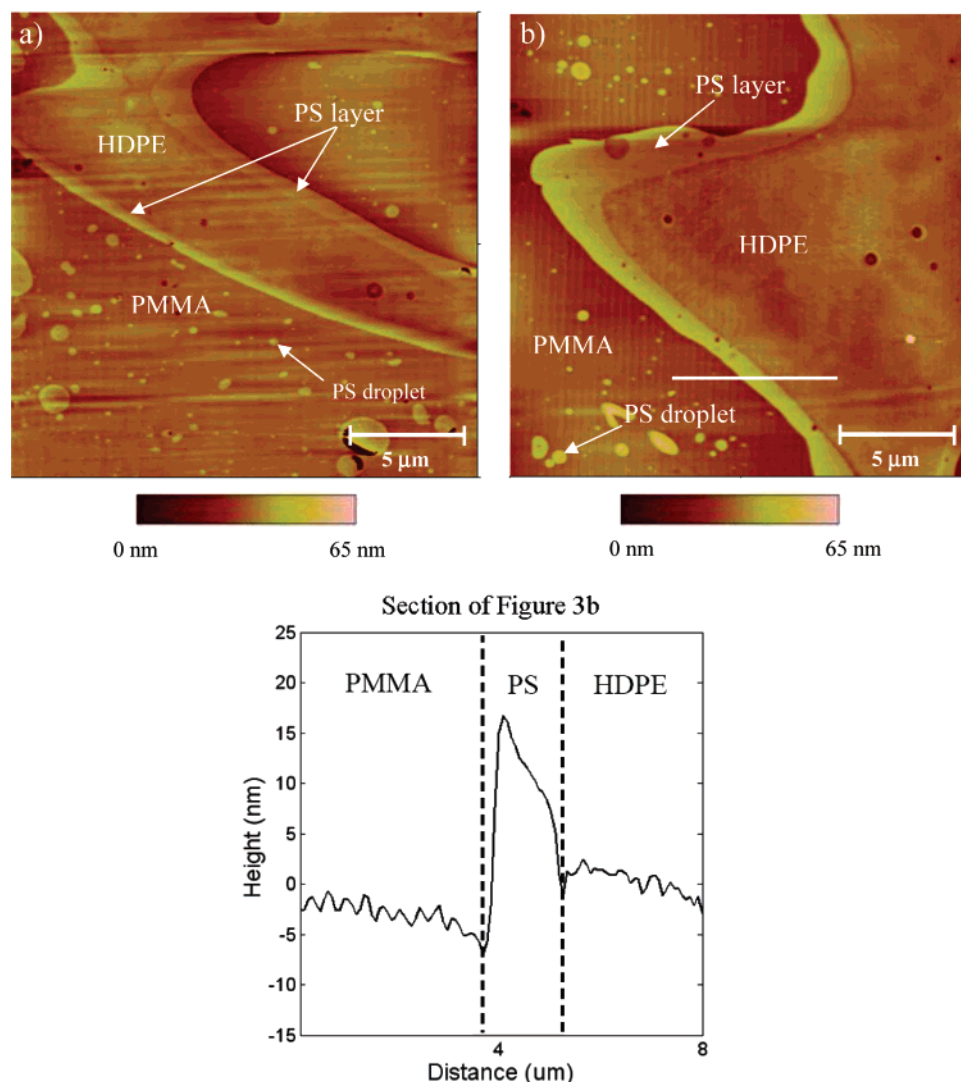 a)
PS layer
HDPE
PMMA
PS droplet
5 μm
0 nm 65 nm
b)
PS layer
HDPE
PMMA
PS droplet
5 μm
0 nm 65 nm
Section of Figure 3b
25
20
15
10
5
0
-5
-10
-15
Height (nm)
PMMA PS HDPE
4 8
Distance (um)